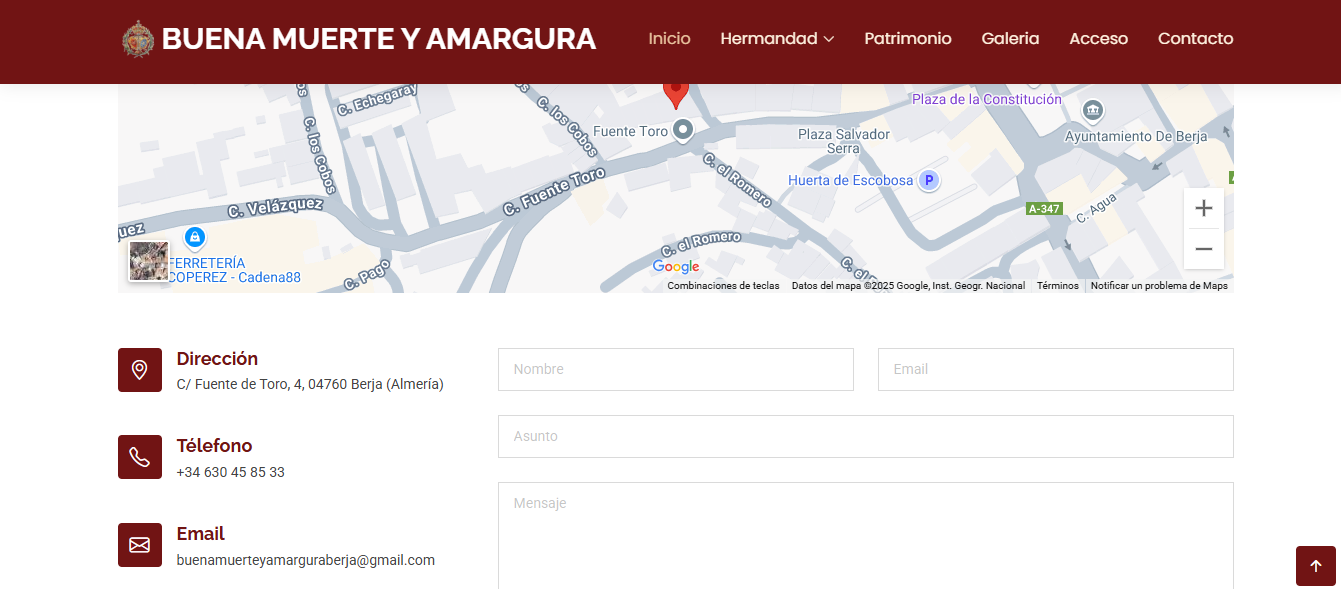 BUENA MUERTE Y AMARGURA
Inicio
Hermandad
Patrimonio
Galeria
Acceso
Contacto
C. Echegaray
C. los Cobos
C. los Cobos
Fuente Toro
Plaza de la Constitución
Ayuntamiento De Berja
Plaza Salvador
Serra
Huerta de Escobosa
P
C. el Romero
C. Fuente Toro
C. Velázquez
A-347
C. Agua
uez
FERRETERÍA
COPEREZ - Cadena88
C. Pago
C. el Romero
Google
Combinaciones de teclas
Datos del mapa ©2025 Google, Inst. Geogr. Nacional
Términos
Notificar un problema de Maps
Dirección
C/ Fuente de Toro, 4, 04760 Berja (Almería)
Télefono
+34 630 45 85 33
Email
buenamuerteyamarguraberja@gmail.com
Nombre
Email
Asunto
Mensaje